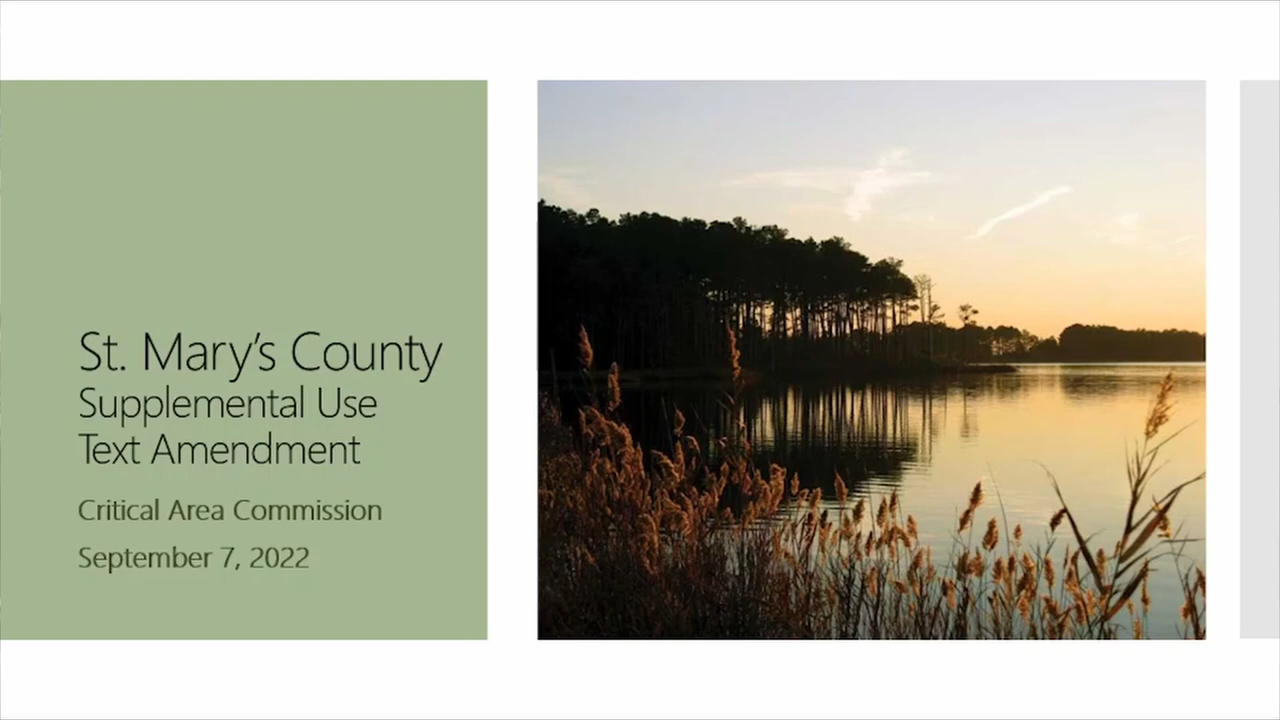 St. Mary's County
Supplemental Use
Text Amendment
Critical Area Commission
September 7, 2022